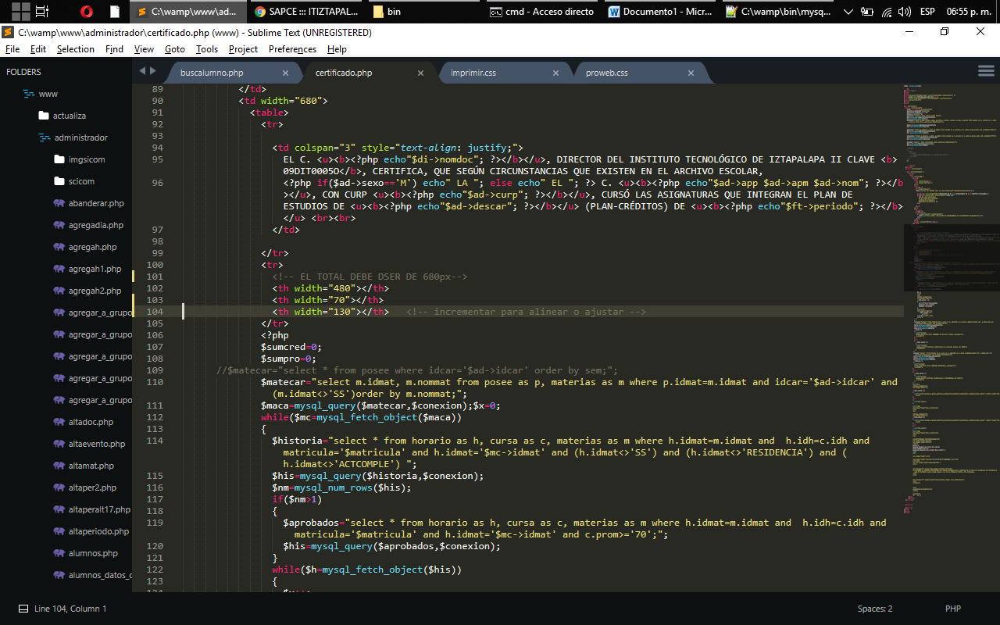 C:\wamp\www\ad...
SAPCE ::: ITIZTAPAL...
bin
cmd - Acceso directo
Documento1 - Micr...
C:\wamp\bin\mysq...
ESP
06:55 p. m.
C:\wamp\www\administrador\certificado.php (www) - Sublime Text (UNREGISTERED)
File Edit Selection Find View Goto Tools Project Preferences Help
FOLDERS
www
actualiza
administrador
imgsicom
scicom
abanderar.php
agregadia.php
agregah.php
agregah1.php
agregah2.php
agregar_a_grupo
agregar_a_grupo
agregar_a_grupo
agregar_a_grupo
agregar_a_grupo
altadoc.php
altaevento.php
altamat.php
altaper2.php
altaperalt17.php
altaperiodo.php
alumnos.php
alumnos_datos_c
buscalumno.php
certificado.php
imprimir.css
proweb.css
89 </td>
90 <td width="680">
91 <table>
92 <tr>
93
94 <td colspan="3" style="text-align: justify;">
95 EL C. <u><b><?php echo"$di->nomdoc"; ?></b></u>, DIRECTOR DEL INSTITUTO TECNOLÓGICO DE IZTAPALAPA II CLAVE <b>
09DIT0005O</b>, CERTIFICA, QUE SEGÚN CIRCUNSTANCIAS QUE EXISTEN EN EL ARCHIVO ESCOLAR,
96 <?php if($ad->sexo=='M') echo" LA "; else echo" EL "; ?> C. <u><b><?php echo"$ad->app $ad->apm $ad->nom"; ?></b
></u>, CON CURP <u><b><?php echo"$ad->curp"; ?></b></u>, CURSÓ LAS ASIGNATURAS QUE INTEGRAN EL PLAN DE
ESTUDIOS DE <u><b><?php echo"$ad->descar"; ?></b></u> (PLAN-CRÉDITOS) DE <u><b><?php echo"$ft->periodo"; ?></b>
</u> <br><br>
97 </td>
98
99 </tr>
100 <tr>
101 <!-- EL TOTAL DEBE DSER DE 680px-->
102 <th width="480"></th>
103 <th width="70"></th>
104 <th width="130"></th> <!-- incrementar para alinear o ajustar -->
105 </tr>
106 <?php
107 $sumcred=0;
108 $sumpro=0;
109 //$matecar="select * from posee where idcar='$ad->idcar' order by sem;";
110 $matecar="select m.idmat, m.nommat from posee as p, materias as m where p.idmat=m.idmat and idcar='$ad->idcar' and
(m.idmat<>'SS')order by m.nommat;";
111 $maca=mysql_query($matecar,$conexion);$x=0;
112 while($mc=mysql_fetch_object($maca))
113 {
114 $historia="select * from horario as h, cursa as c, materias as m where h.idmat=m.idmat and h.idh=c.idh and
matricula='$matricula' and h.idmat='$mc->idmat' and (h.idmat<>'SS') and (h.idmat<>'RESIDENCIA') and (
h.idmat<>'ACTCOMPLE') ";
115 $his=mysql_query($historia,$conexion);
116 $nm=mysql_num_rows($his);
117 if($nm>1)
118 {
119 $aprobados="select * from horario as h, cursa as c, materias as m where h.idmat=m.idmat and h.idh=c.idh and
matricula='$matricula' and h.idmat='$mc->idmat' and c.prom>='70';";
120 $his=mysql_query($aprobados,$conexion);
121 }
122 while($h=mysql_fetch_object($his))
123 {
Line 104, Column 1
Spaces: 2
PHP